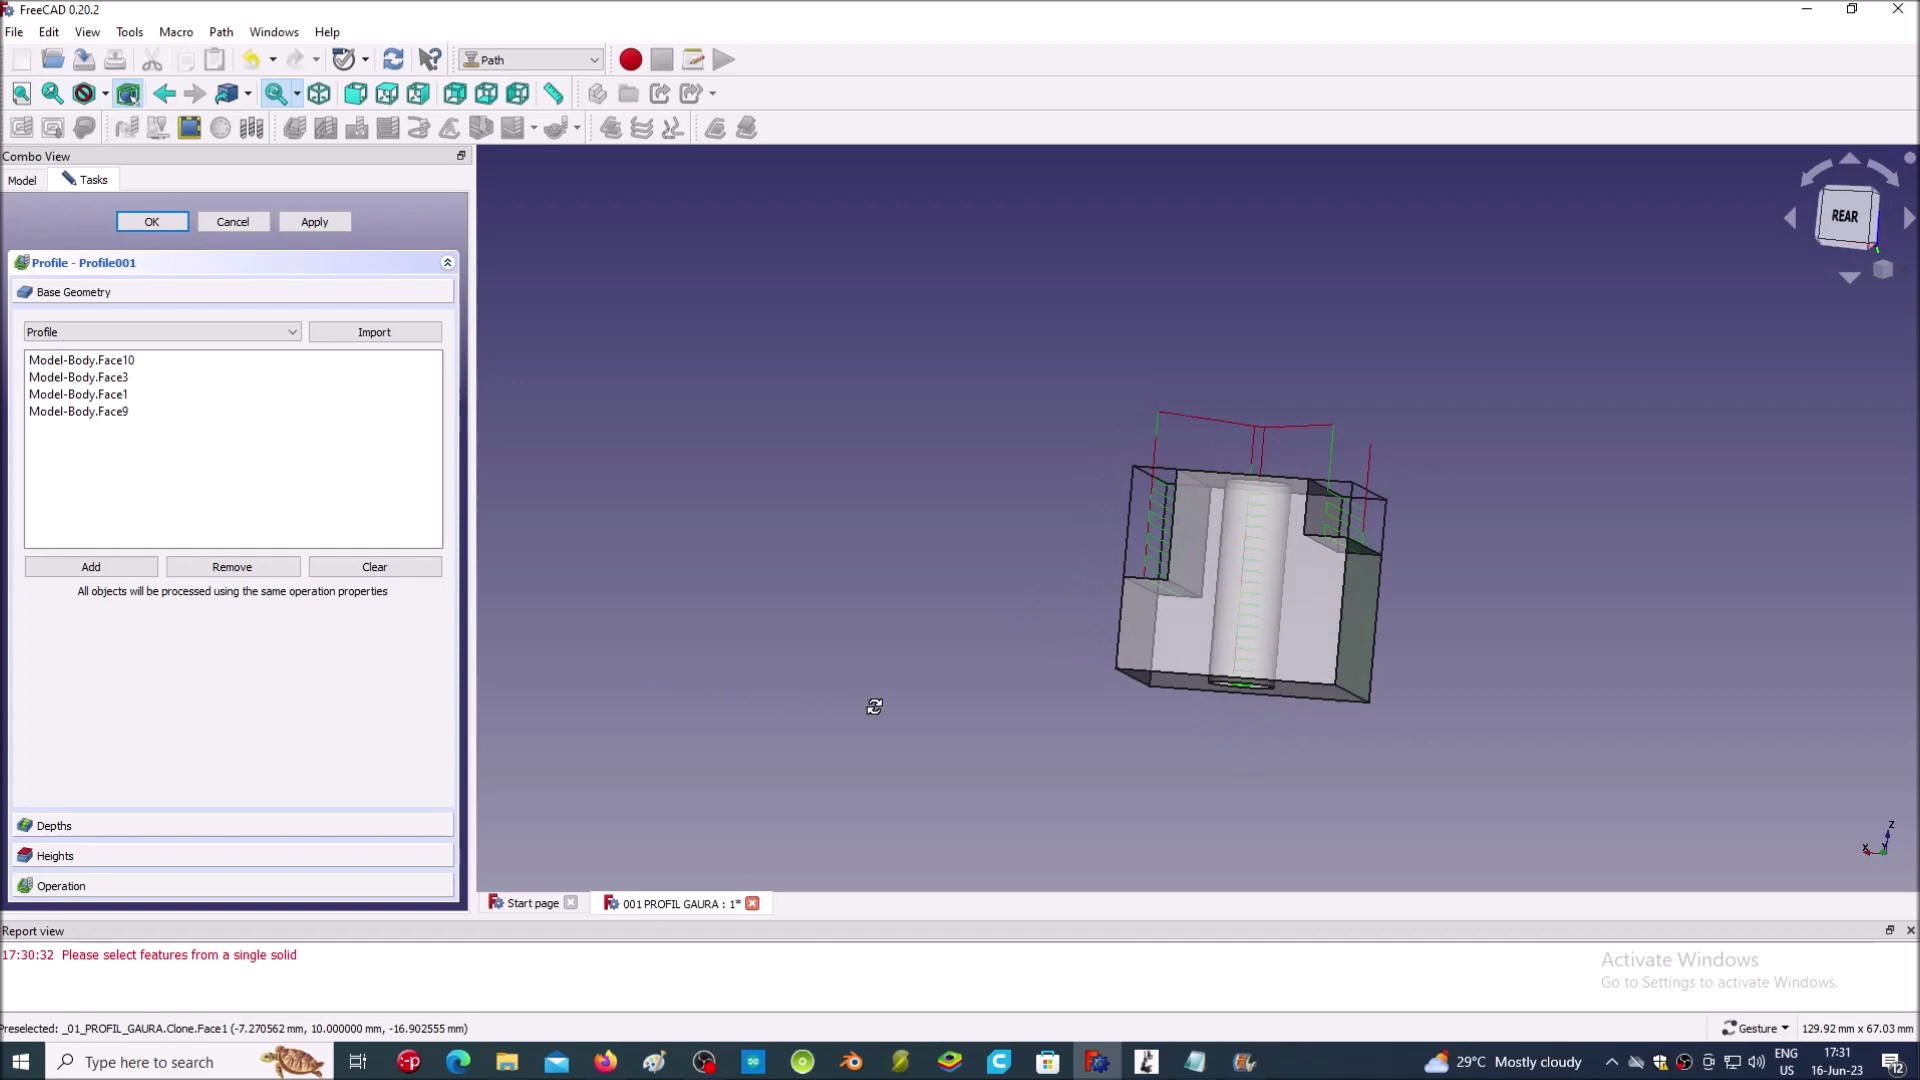 FreeCAD 0.20.2
File Edit View Tools Macro Path Windows Help
Path
Combo View
Model Tasks
OK Cancel Apply
Profile - Profile001
Base Geometry
Profile Import
Model-Body.Face10
Model-Body.Face3
Model-Body.Face1
Model-Body.Face9
Add Remove Clear
All objects will be processed using the same operation properties
Depths
Heights
Operation
REAR
Z
X Y
Start page 001 PROFIL GAURA : 1*
Report view
17:30:32 Please select features from a single solid
Activate Windows
Go to Settings to activate Windows.
Preselected: _01_PROFIL_GAURA.Clone.Face1 (-7.270562 mm, 10.000000 mm, -16.902555 mm)
Gesture 129.92 mm x 67.03 mm
Type here to search
29°C Mostly cloudy
ENG
US
17:31
16-Jun-23
12